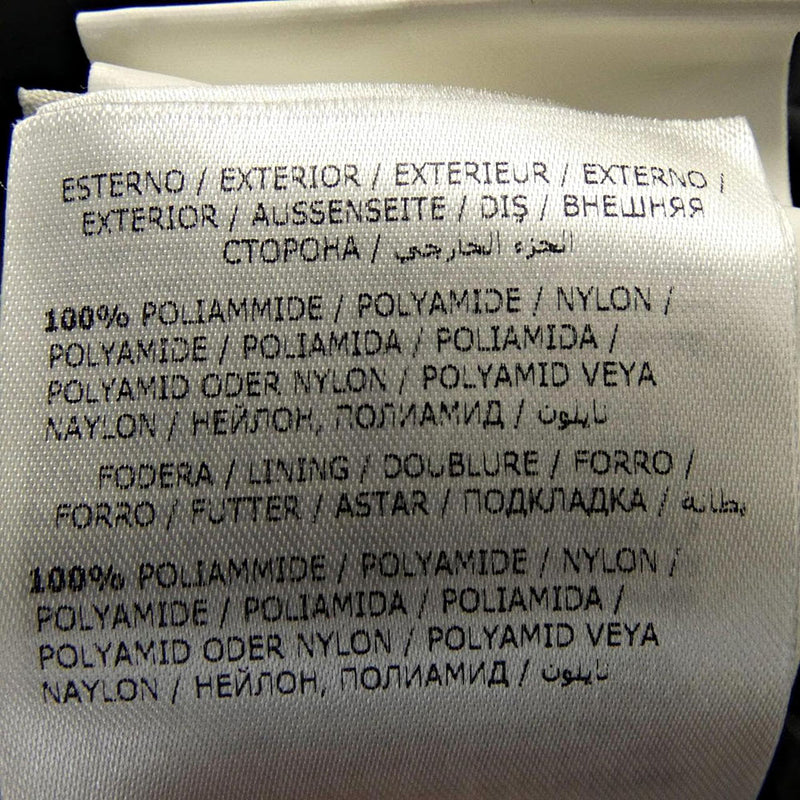 ESTERNO / EXTERIOR / EXTERIEUR / EXTERNO /
EXTERIOR / AUSSENSEITE / DIŞ / ВНЕШНЯЯ
СТОРОНА / الجزء الخارجي
100% POLIAMMIDE / POLYAMIDE / NYLON /
POLYAMIDE / POLIAMIDA / POLIAMIDA /
POLYAMID ODER NYLON / POLYAMID VEYA
NAYLON / НЕЙЛОН, ПОЛИАМИД / نايلون
FODERA / LINING / DOUBLURE / FORRO /
FORRO / FUTTER / ASTAR / ПОДКЛАДКА / بطانة
100% POLIAMMIDE / POLYAMIDE / NYLON /
POLYAMIDE / POLIAMIDA / POLIAMIDA /
POLYAMID ODER NYLON / POLYAMID VEYA
NAYLON / НЕЙЛОН, ПОЛИАМИД / نايلون